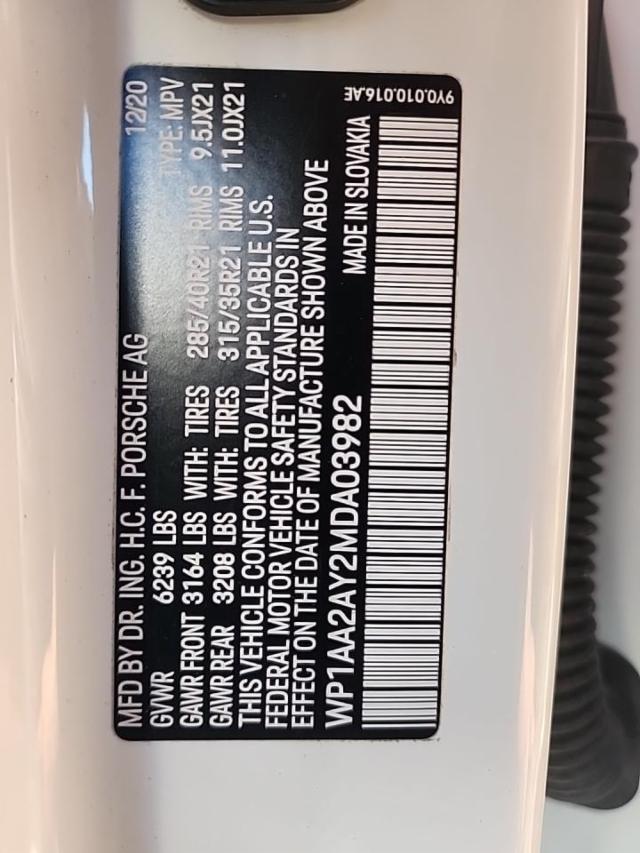 MFD BY DR. ING. H.C. F. PORSCHE AG 12/20
GVWR 6239 LBS TYPE: MPV
GAWR FRONT 3164 LBS WITH: TIRES 285/40R21 RIMS 9.5JX21
GAWR REAR 3208 LBS WITH: TIRES 315/35R21 RIMS 11.0JX21
THIS VEHICLE CONFORMS TO ALL APPLICABLE U.S.
FEDERAL MOTOR VEHICLE SAFETY STANDARDS IN
EFFECT ON THE DATE OF MANUFACTURE SHOWN ABOVE
WP1AA2AY2MDA03982 MADE IN SLOVAKIA
9Y0.010.016.AE